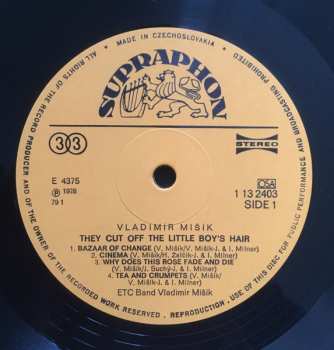 MADE IN CZECHOSLOVAKIA
ALL RIGHTS OF THE RECORD PRODUCER AND OF THE OWNER OF THE RECORDED WORK RESERVED . REPRODUCTION . USE OF THIS DISC FOR PUBLIC PERFORMANCE AND BROADCASTING PROHIBITED
SUPRAPHON
33
STEREO
E 4375
Ⓟ 1978
79 1
OSA
1 13 2403
SIDE 1
VLADIMÍR MIŠÍK
THEY CUT OFF THE LITTLE BOY'S HAIR
1. BAZAAR OF CHANGE (V. Mišík/V. Mišík-J. & I. Milner)
2. CINEMA (V. Mišík/H. Zalčík-J. & I. Milner)
3. WHY DOES THIS ROSE FADE AND DIE
(V. Mišík/J. Suchý-J. & I. Milner)
4. TEA AND CRUMPETS (V. Mišík/
V. Mišík-J. & I. Milner)
ETC Band Vladimír Mišík